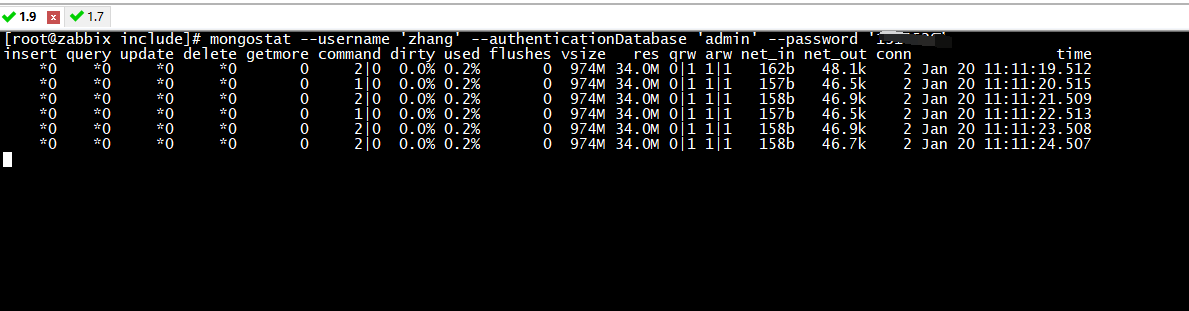 1.9 x 1.7
[root@zabbix include]# mongostat --username 'zhang' --authenticationDatabase 'admin' --password '
insert query update delete getmore command dirty used flushes vsize res qrw arw net_in net_out conn time
*0 *0 *0 *0 0 2|0 0.0% 0.2% 0 974M 34.0M 0|1 1|1 162b 48.1k 2 Jan 20 11:11:19.512
*0 *0 *0 *0 0 1|0 0.0% 0.2% 0 974M 34.0M 0|1 1|1 157b 46.5k 2 Jan 20 11:11:20.515
*0 *0 *0 *0 0 2|0 0.0% 0.2% 0 974M 34.0M 0|1 1|1 158b 46.9k 2 Jan 20 11:11:21.509
*0 *0 *0 *0 0 1|0 0.0% 0.2% 0 974M 34.0M 0|1 1|1 157b 46.5k 2 Jan 20 11:11:22.513
*0 *0 *0 *0 0 2|0 0.0% 0.2% 0 974M 34.0M 0|1 1|1 158b 46.9k 2 Jan 20 11:11:23.508
*0 *0 *0 *0 0 2|0 0.0% 0.2% 0 974M 34.0M 0|1 1|1 158b 46.7k 2 Jan 20 11:11:24.507